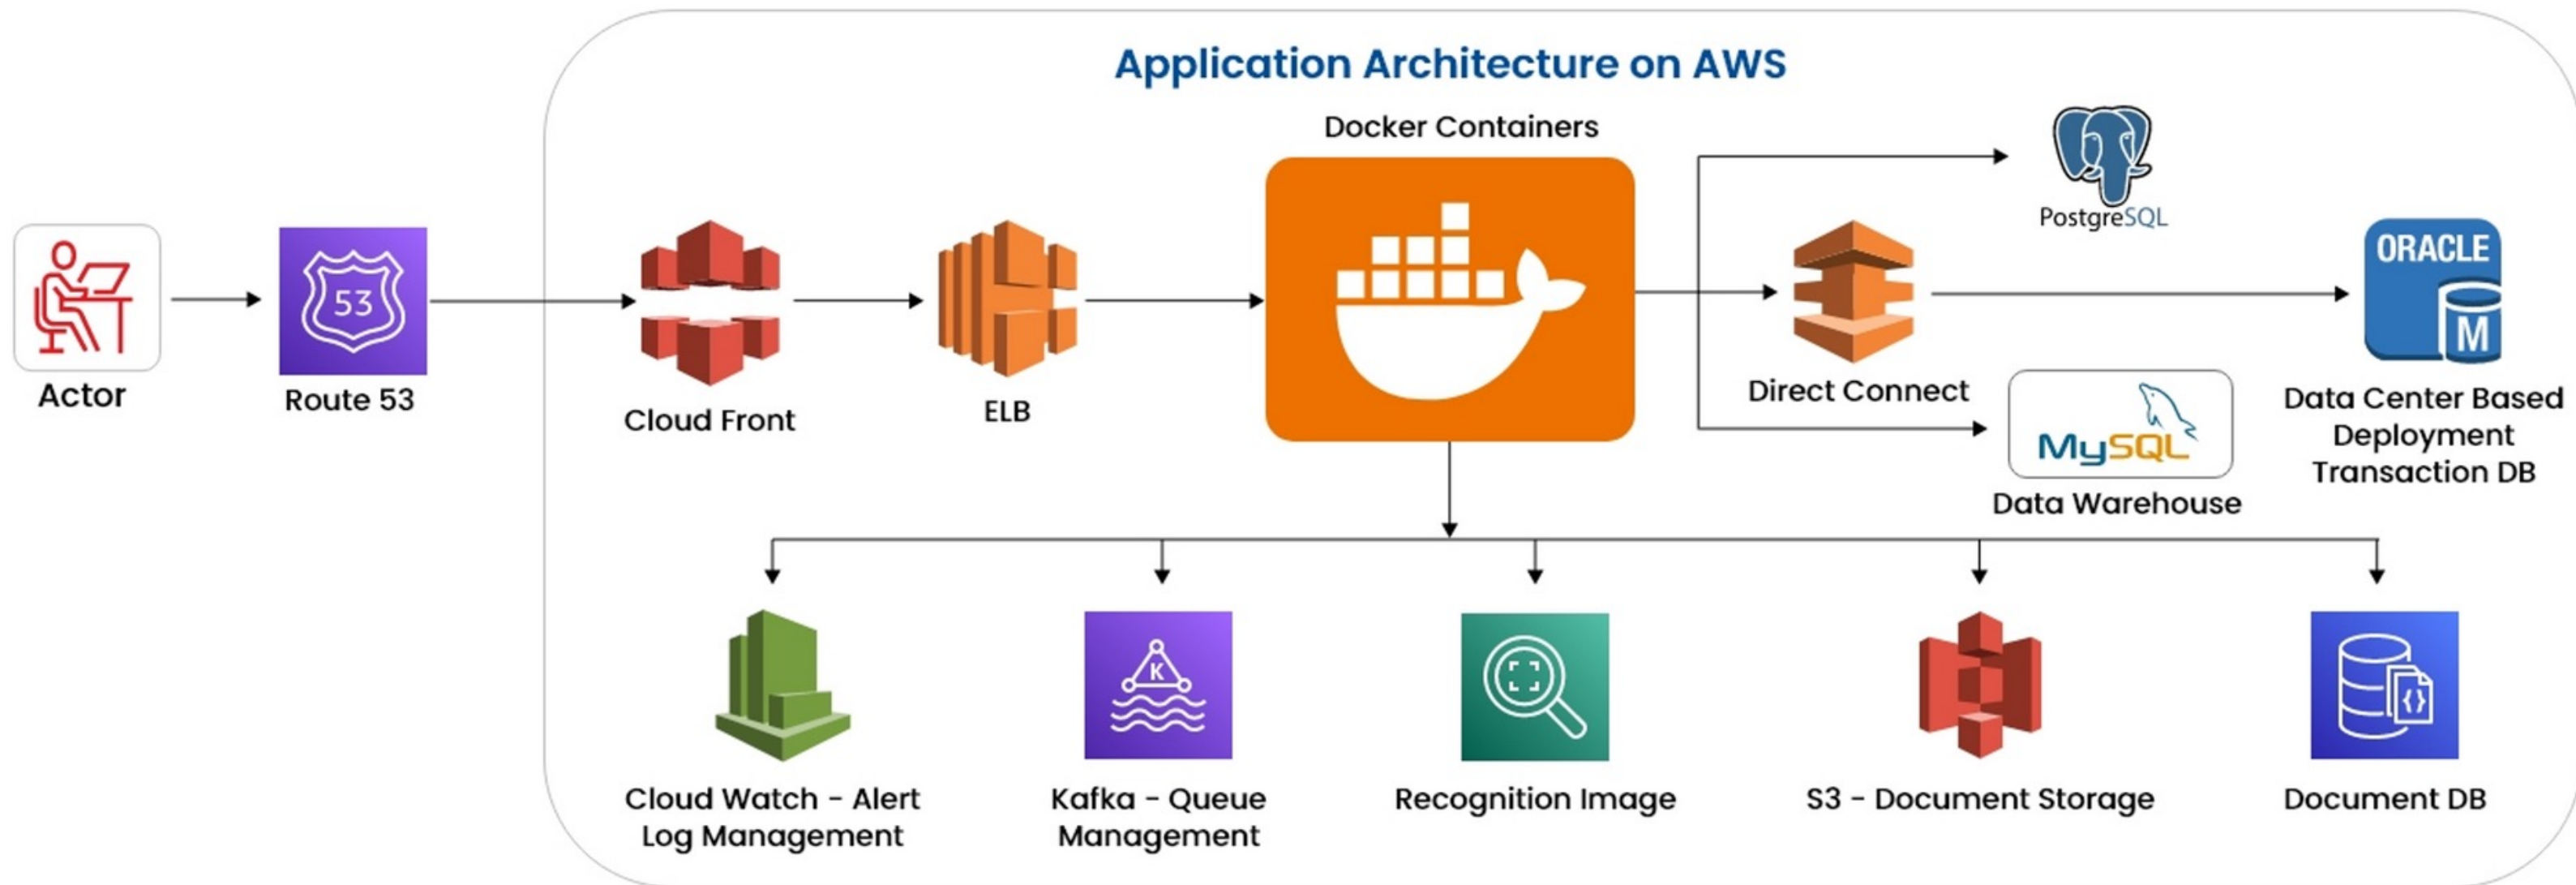 Application Architecture on AWS
Docker Containers
PostgreSQL
ORACLE
M
53
Actor
Route 53
Cloud Front
ELB
Direct Connect
MySQL
Data Warehouse
Data Center Based
Deployment
Transaction DB
K
{}
Cloud Watch - Alert
Log Management
Kafka - Queue
Management
Recognition Image
S3 - Document Storage
Document DB